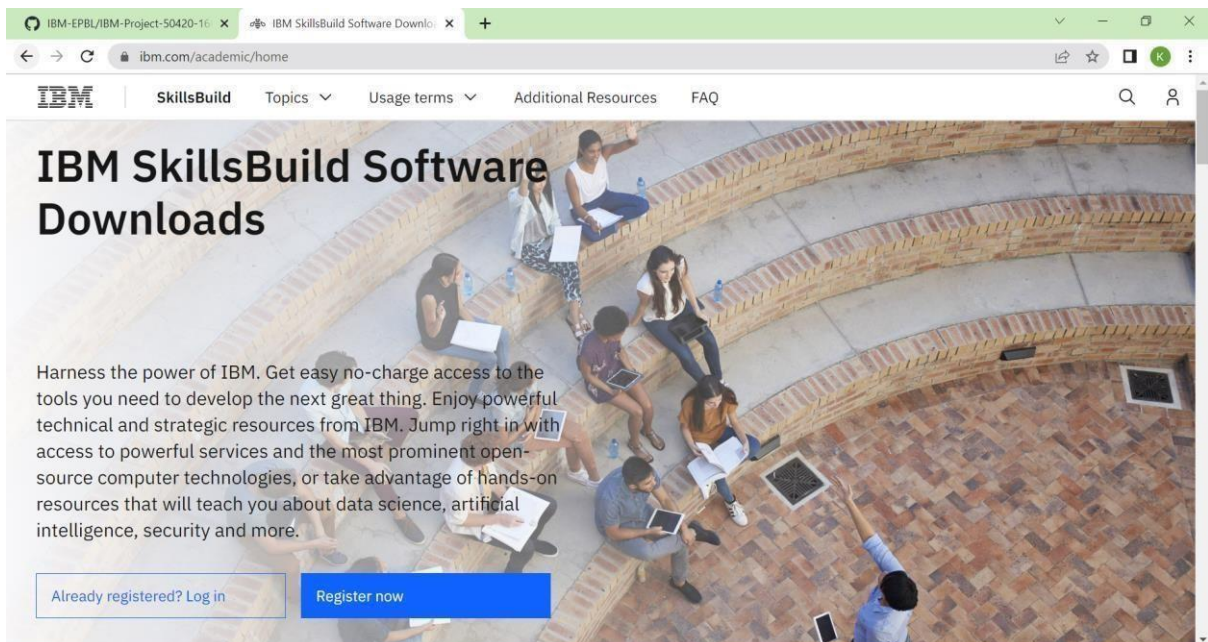 IBM-EPBL/IBM-Project-50420-16
IBM SkillsBuild Software Downlo
ibm.com/academic/home
K
IBM
SkillsBuild
Topics
Usage terms
Additional Resources
FAQ
IBM SkillsBuild Software
Downloads
Harness the power of IBM. Get easy no-charge access to the
tools you need to develop the next great thing. Enjoy powerful
technical and strategic resources from IBM. Jump right in with
access to powerful services and the most prominent open-
source computer technologies, or take advantage of hands-on
resources that will teach you about data science, artificial
intelligence, security and more.
Already registered? Log in
Register now